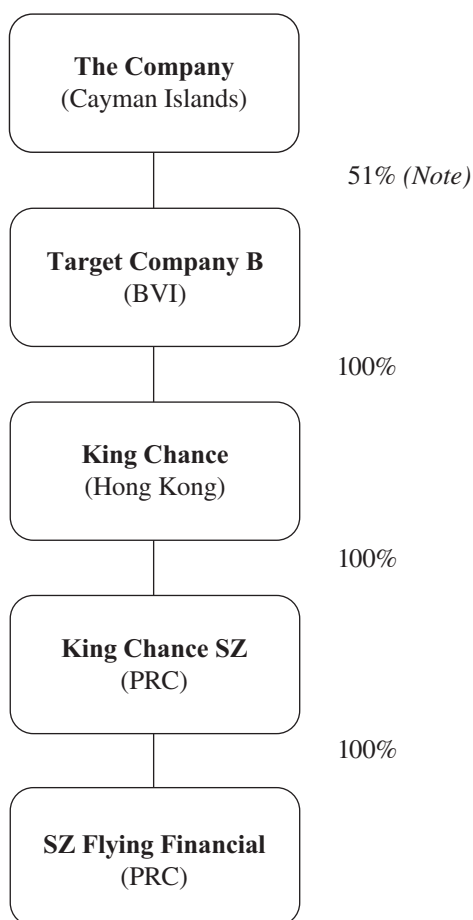 The Company
(Cayman Islands)
51% (Note)
Target Company B
(BVI)
100%
King Chance
(Hong Kong)
100%
King Chance SZ
(PRC)
100%
SZ Flying Financial
(PRC)